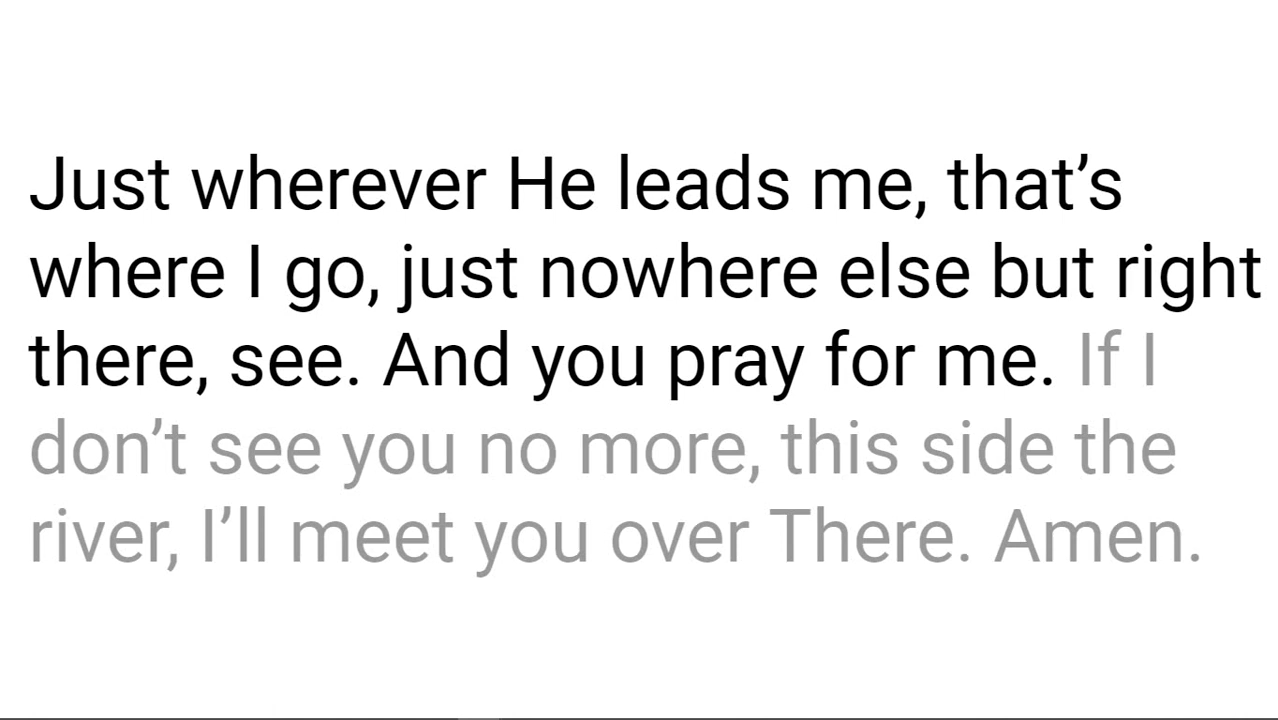 Just wherever He leads me, that’s
where I go, just nowhere else but right
there, see. And you pray for me. If I
don’t see you no more, this side the
river, I’ll meet you over There. Amen.